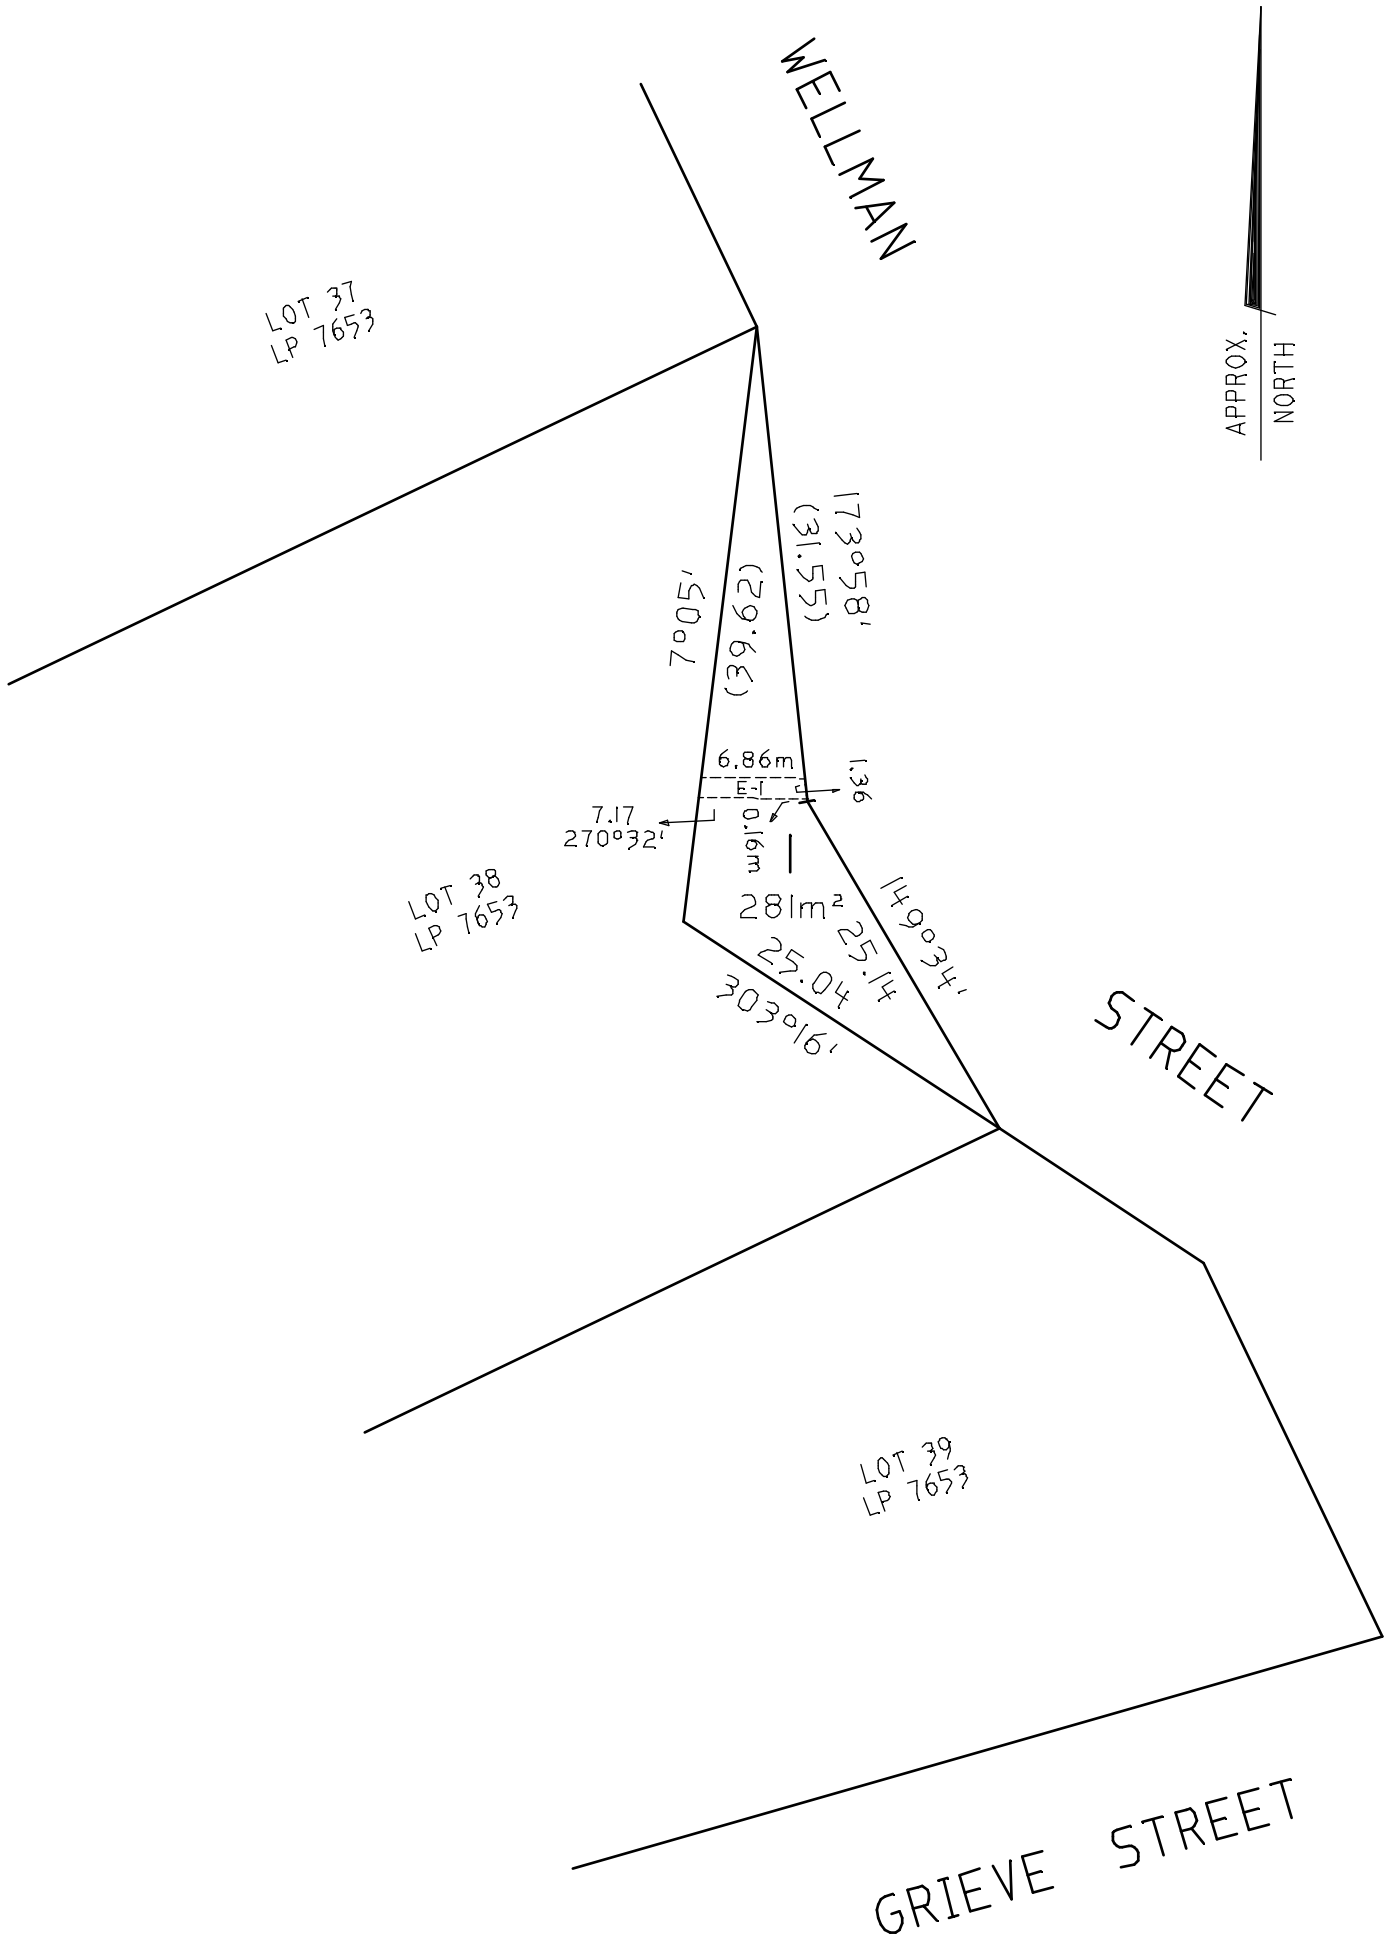 WELLMAN
LOT 37
LP 7653
APPROX.
NORTH
173°58'
(31.55)
7°05'
(39.62)
6.86m
E-1
1.36
7.17
270°32'
0.16m
1
281m²
LOT 38
LP 7653
149°34'
25.14
25.04
303°16'
STREET
LOT 39
LP 7653
GRIEVE STREET